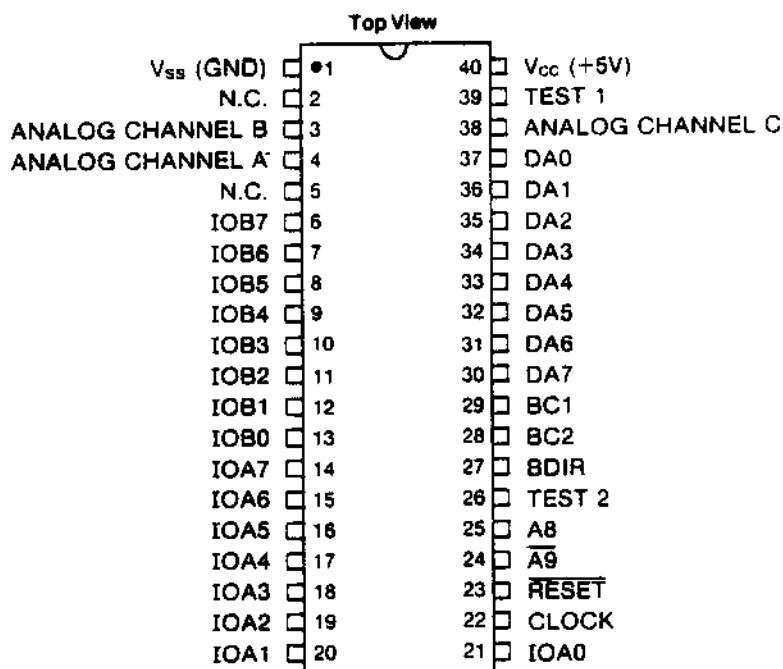 Top View
Vss (GND) 1 40 Vcc (+5V)
N.C. 2 39 TEST 1
ANALOG CHANNEL B 3 38 ANALOG CHANNEL C
ANALOG CHANNEL A 4 37 DA0
N.C. 5 36 DA1
IOB7 6 35 DA2
IOB6 7 34 DA3
IOB5 8 33 DA4
IOB4 9 32 DA5
IOB3 10 31 DA6
IOB2 11 30 DA7
IOB1 12 29 BC1
IOB0 13 28 BC2
IOA7 14 27 BDIR
IOA6 15 26 TEST 2
IOA5 16 25 A8
IOA4 17 24 A̅9̅
IOA3 18 23 R̅E̅S̅E̅T̅
IOA2 19 22 CLOCK
IOA1 20 21 IOA0